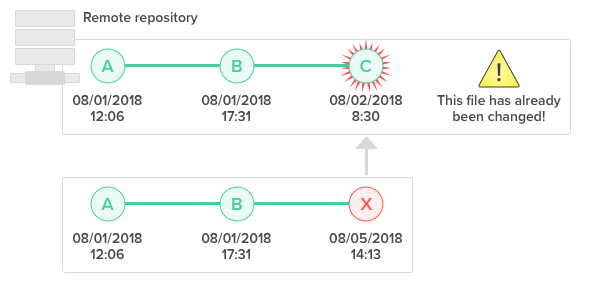 Remote repository
A
B
C
!
08/01/2018
12:06
08/01/2018
17:31
08/02/2018
8:30
This file has already
been changed!
A
B
X
08/01/2018
12:06
08/01/2018
17:31
08/05/2018
14:13